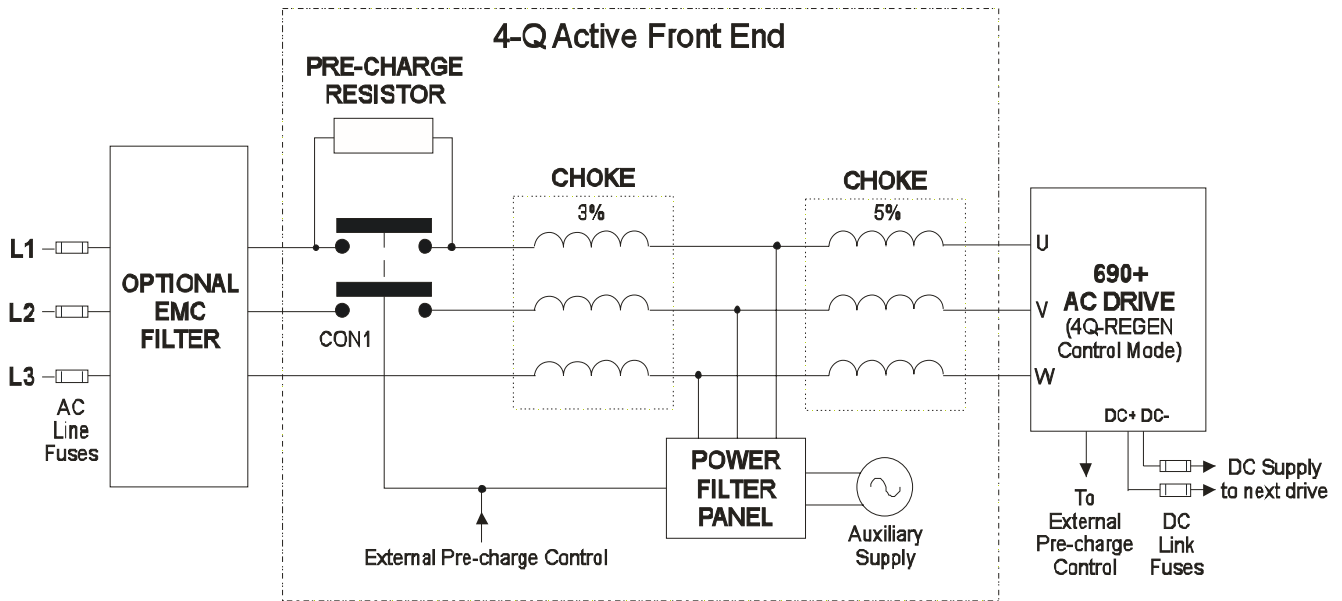 4-Q Active Front End
PRE-CHARGE
RESISTOR
CHOKE
3%
CHOKE
5%
L1
L2
L3
AC
Line
Fuses
OPTIONAL
EMC
FILTER
CON1
U
V
W
690+
AC DRIVE
(4Q-REGEN
Control Mode)
DC+ DC-
POWER
FILTER
PANEL
External Pre-charge Control
Auxiliary
Supply
To
External
Pre-charge
Control
DC
Link
Fuses
DC Supply
to next drive